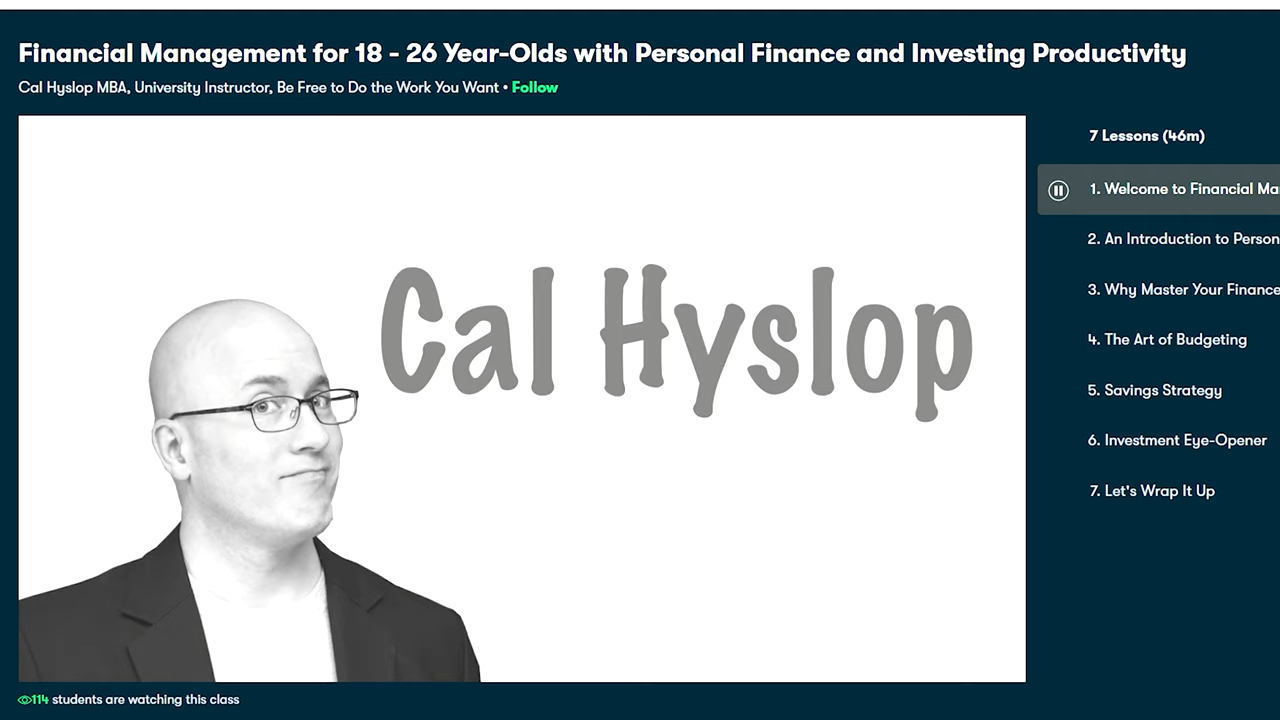 Financial Management for 18 - 26 Year-Olds with Personal Finance and Investing Productivity
Cal Hyslop MBA, University Instructor, Be Free to Do the Work You Want • Follow
Cal Hyslop
7 Lessons (46m)
1. Welcome to Financial Ma
2. An Introduction to Person
3. Why Master Your Finance
4. The Art of Budgeting
5. Savings Strategy
6. Investment Eye-Opener
7. Let's Wrap It Up
114 students are watching this class